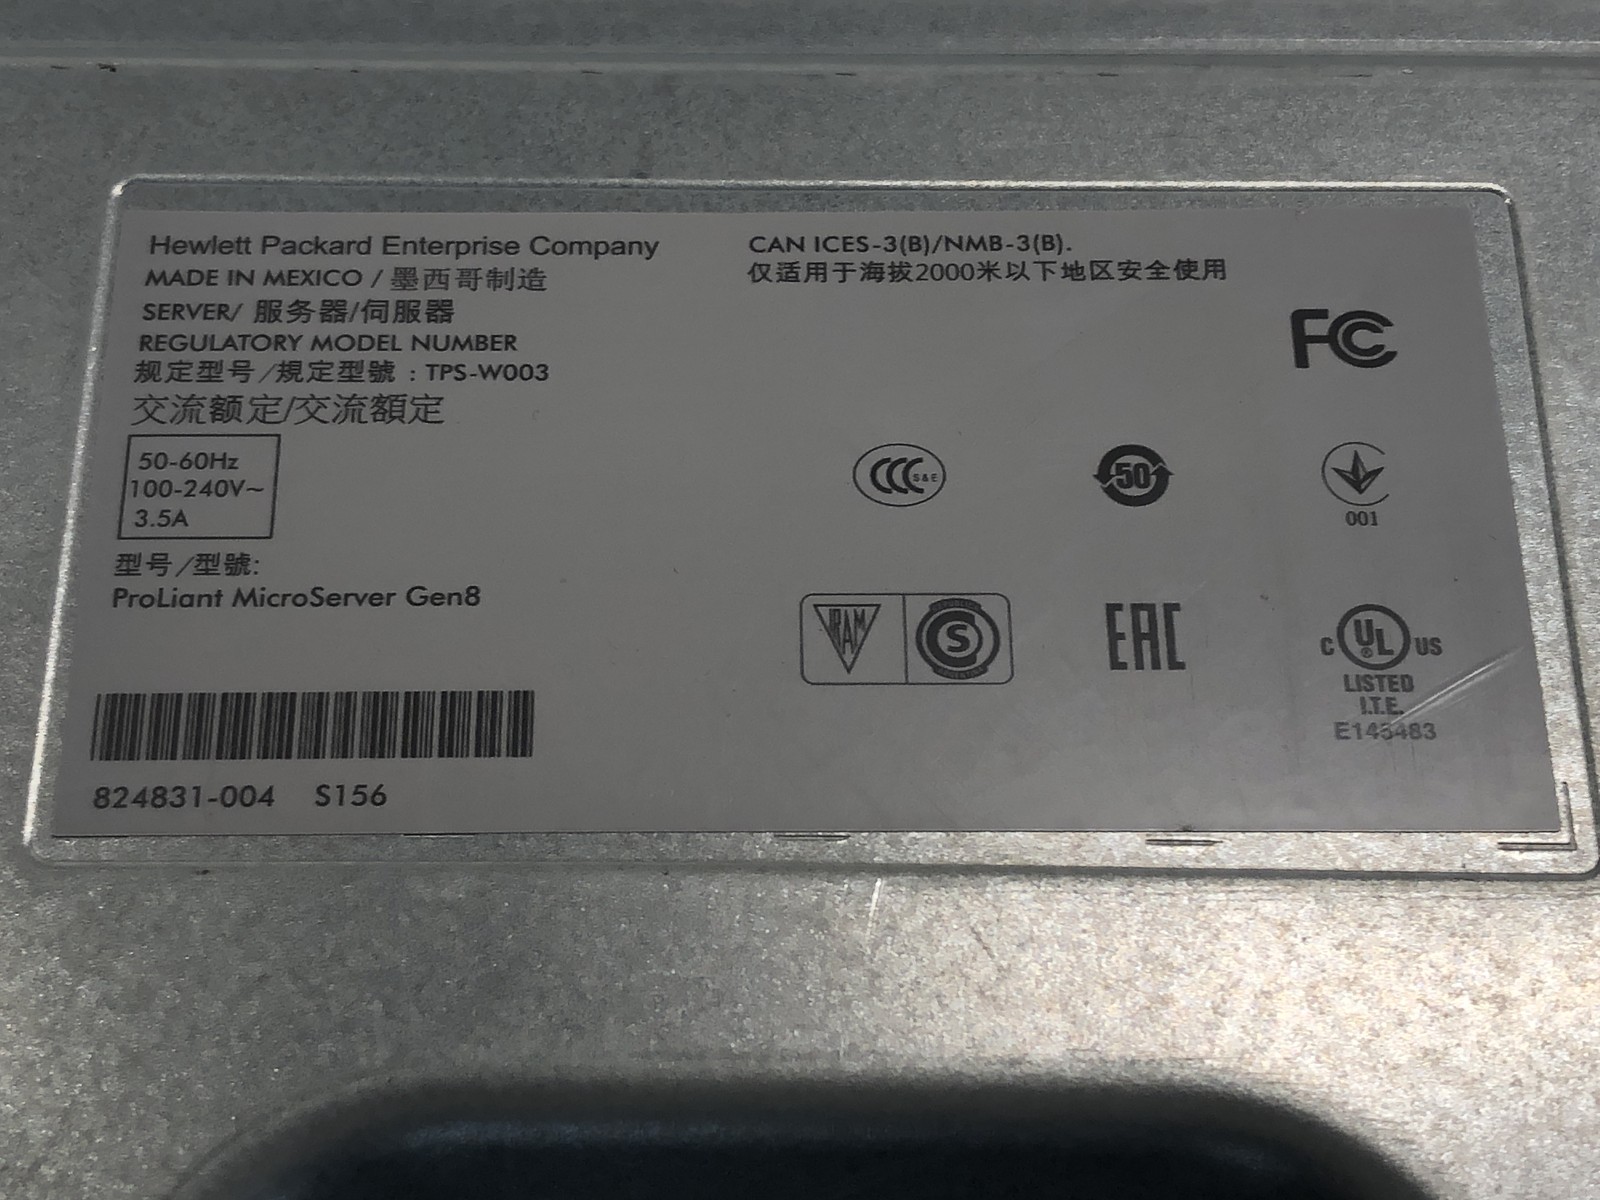 Hewlett Packard Enterprise Company
MADE IN MEXICO / 墨西哥制造
SERVER/ 服务器/伺服器
REGULATORY MODEL NUMBER
规定型号/規定型號 : TPS-W003
交流额定/交流額定
50-60Hz
100-240V~
3.5A
型号/型號:
ProLiant MicroServer Gen8
824831-004 S156
CAN ICES-3(B)/NMB-3(B).
仅适用于海拔2000米以下地区安全使用
FC
CCC S&E
50
001
IRAM
S
EAC
C UL US
®
LISTED
I.T.E.
E145483